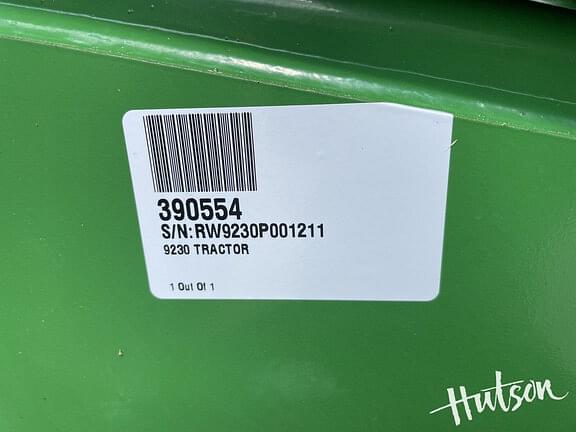 390554
S/N:RW9230P001211
9230 TRACTOR
1 Out Of 1
Hutson